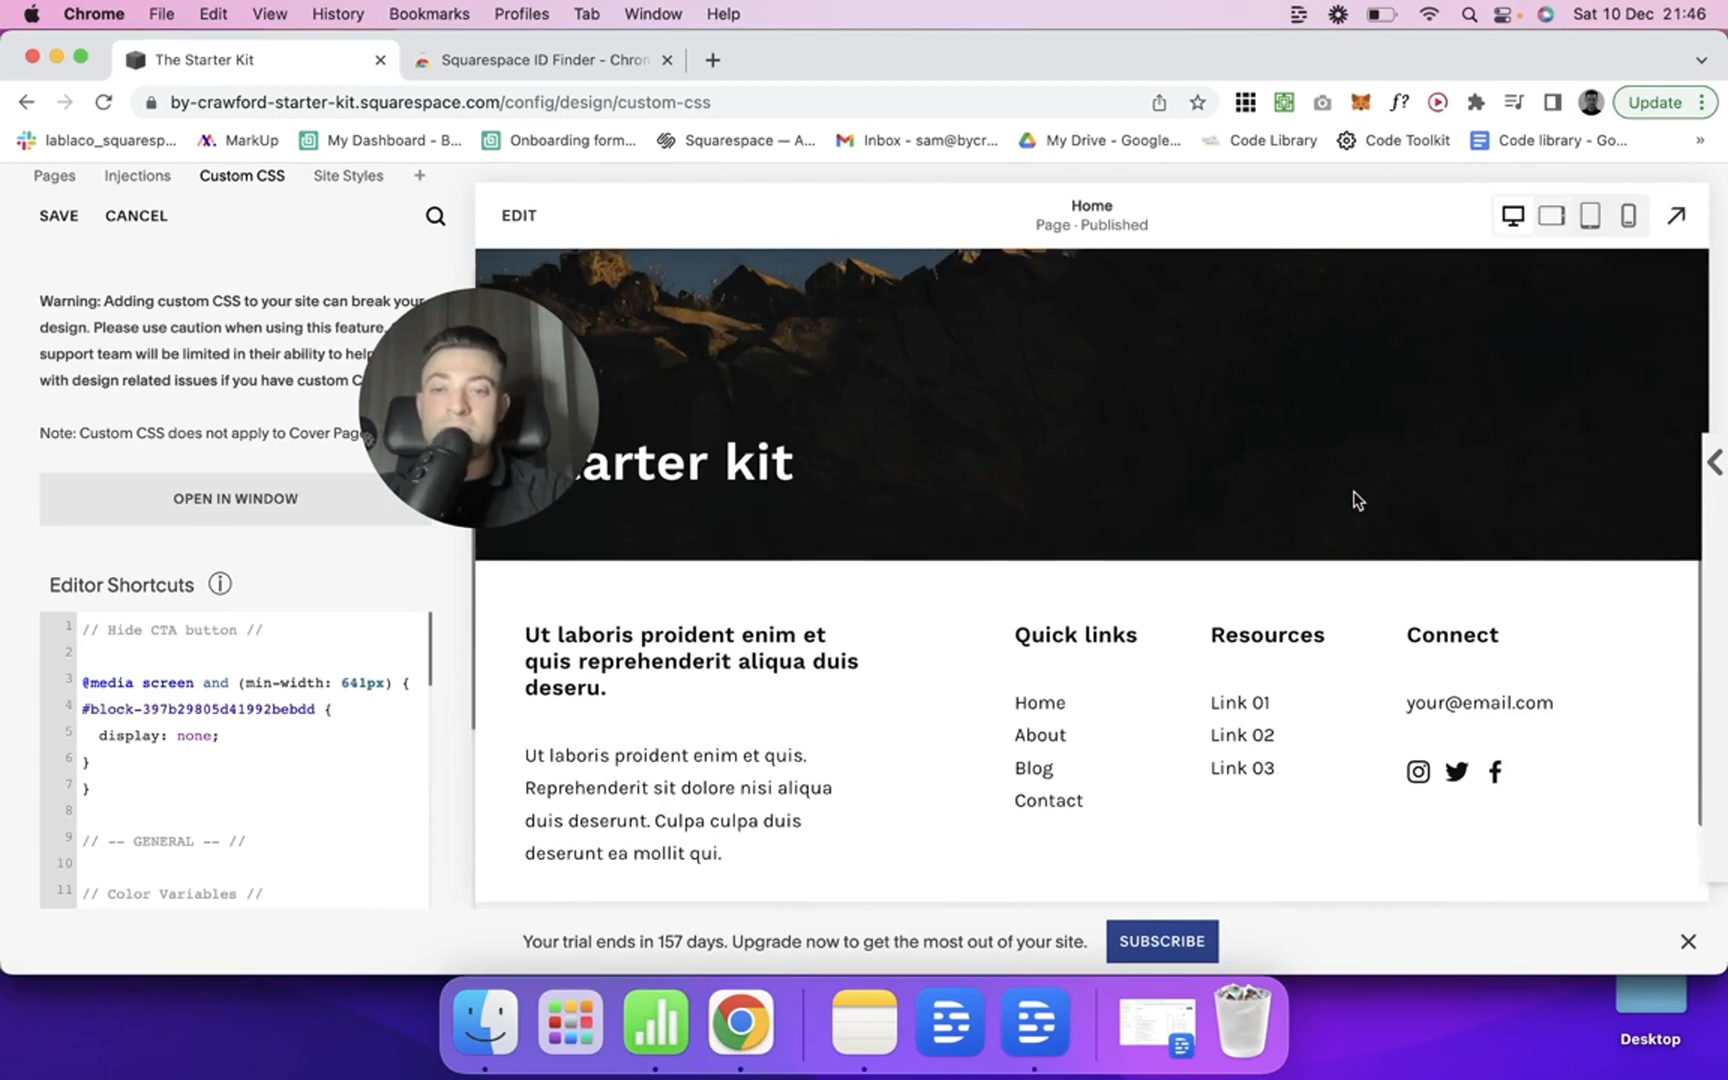 Chrome File Edit View History Bookmarks Profiles Tab Window Help Sat 10 Dec 21:46
The Starter Kit Squarespace ID Finder - Chron
by-crawford-starter-kit.squarespace.com/config/design/custom-css f? Update
lablaco_squaresp... MarkUp My Dashboard - B... Onboarding form... Squarespace — A... Inbox - sam@bycr... My Drive - Google... Code Library Code Toolkit Code library - Go... »
Pages Injections Custom CSS Site Styles +
SAVE CANCEL
EDIT
Home
Page · Published
Warning: Adding custom CSS to your site can break your
design. Please use caution when using this feature.
support team will be limited in their ability to help
with design related issues if you have custom C
Note: Custom CSS does not apply to Cover Pag
OPEN IN WINDOW
Editor Shortcuts
1 // Hide CTA button //
2
3 @media screen and (min-width: 641px) {
4 #block-397b29805d41992bebdd {
5 display: none;
6 }
7 }
8
9 // -- GENERAL -- //
10
11 // Color Variables //
arter kit
Ut laboris proident enim et
quis reprehenderit aliqua duis
deseru.
Ut laboris proident enim et quis.
Reprehenderit sit dolore nisi aliqua
duis deserunt. Culpa culpa duis
deserunt ea mollit qui.
Quick links
Home
About
Blog
Contact
Resources
Link 01
Link 02
Link 03
Connect
your@email.com
Your trial ends in 157 days. Upgrade now to get the most out of your site. SUBSCRIBE
Desktop